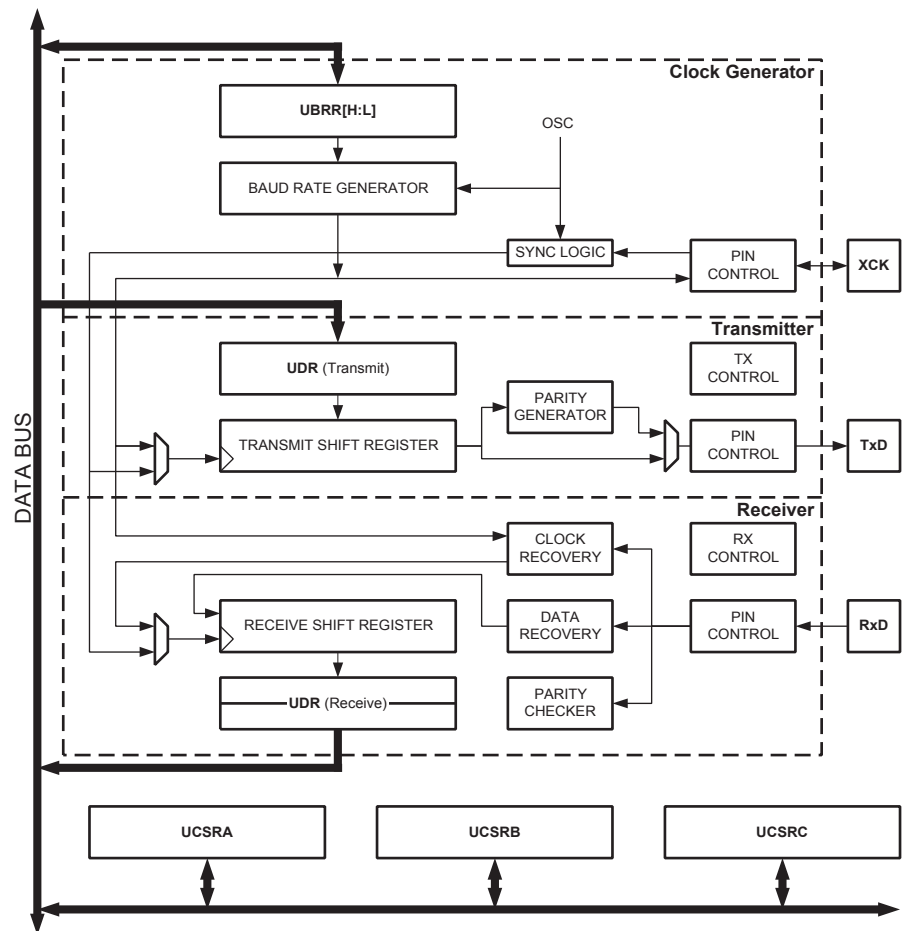 Clock Generator
UBRR[H:L]
OSC
BAUD RATE GENERATOR
SYNC LOGIC
PIN
CONTROL
XCK
Transmitter
UDR (Transmit)
TX
CONTROL
PARITY
GENERATOR
TRANSMIT SHIFT REGISTER
PIN
CONTROL
TxD
DATA BUS
Receiver
CLOCK
RECOVERY
RX
CONTROL
RECEIVE SHIFT REGISTER
DATA
RECOVERY
PIN
CONTROL
RxD
UDR (Receive)
PARITY
CHECKER
UCSRA
UCSRB
UCSRC